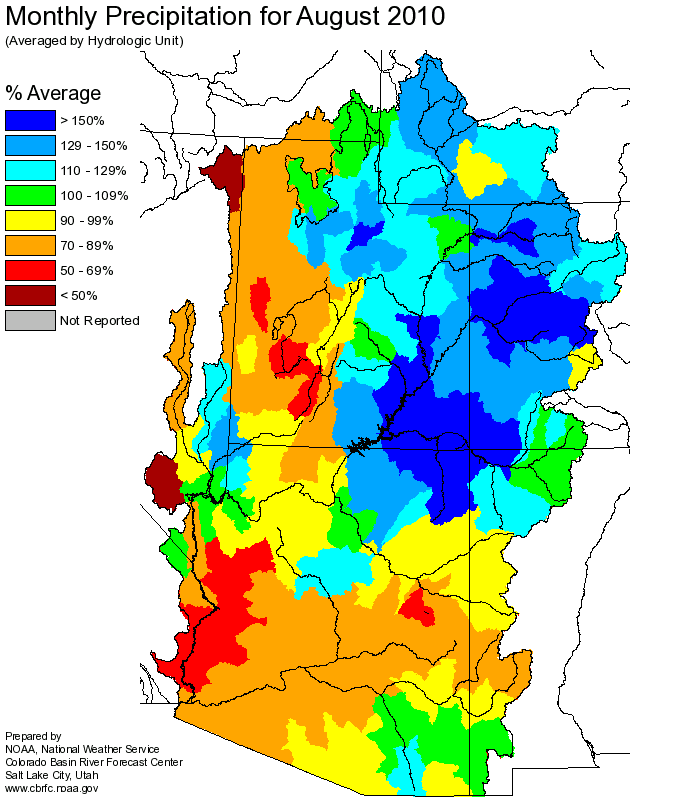 Monthly Precipitation for August 2010
(Averaged by Hydrologic Unit)
% Average
> 150%
129 - 150%
110 - 129%
100 - 109%
90 - 99%
70 - 89%
50 - 69%
< 50%
Not Reported
Prepared by
NOAA, National Weather Service
Colorado Basin River Forecast Center
Salt Lake City, Utah
www.cbrfc.noaa.gov